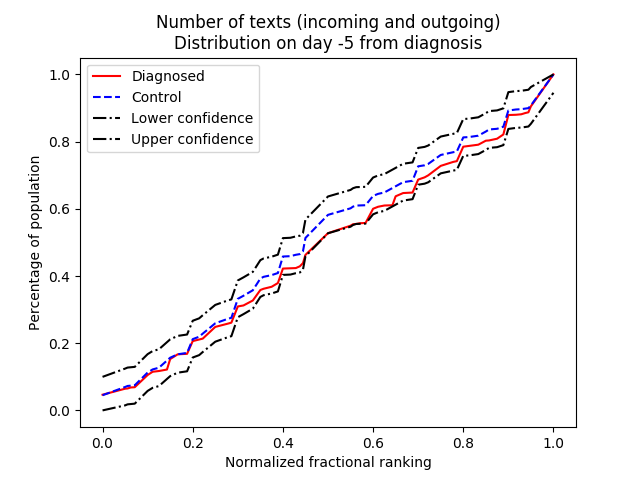 Number of texts (incoming and outgoing)
Distribution on day -5 from diagnosis
Diagnosed
Control
Lower confidence
Upper confidence
Percentage of population
1.0
0.8
0.6
0.4
0.2
0.0
0.0 0.2 0.4 0.6 0.8 1.0
Normalized fractional ranking